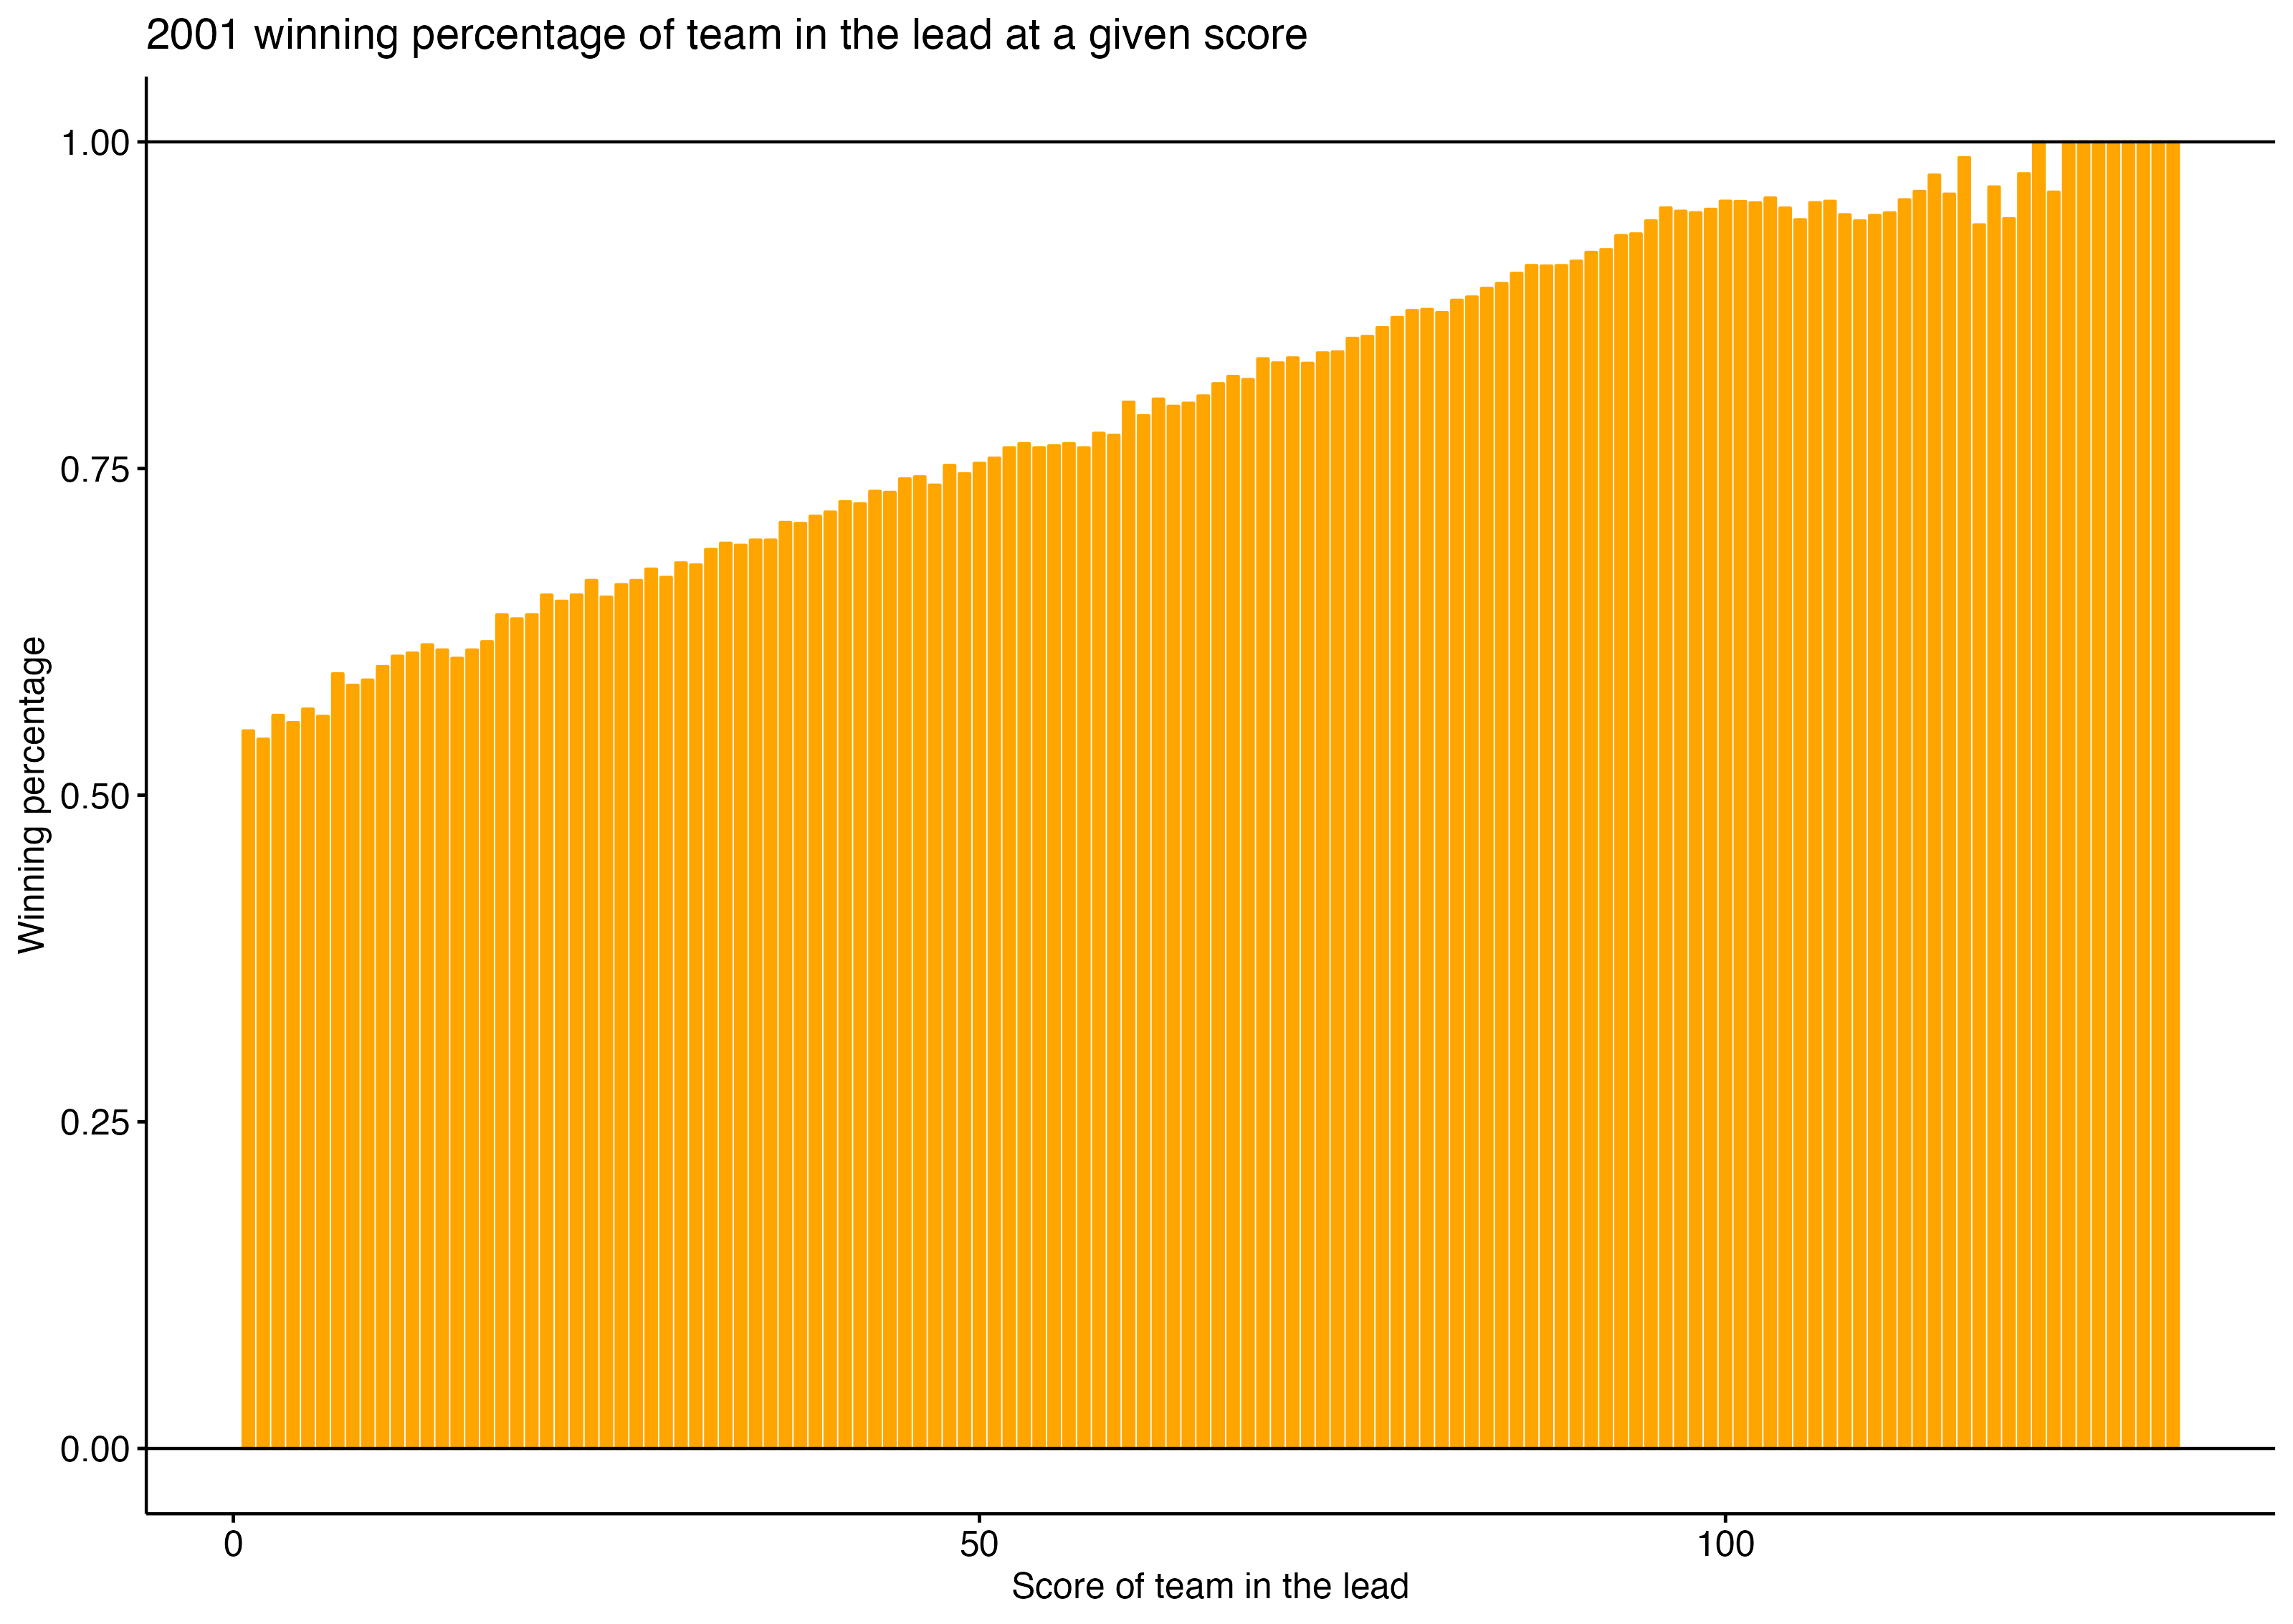 2001 winning percentage of team in the lead at a given score
1.00
0.75
0.50
0.25
0.00
Winning percentage
0 50 100
Score of team in the lead